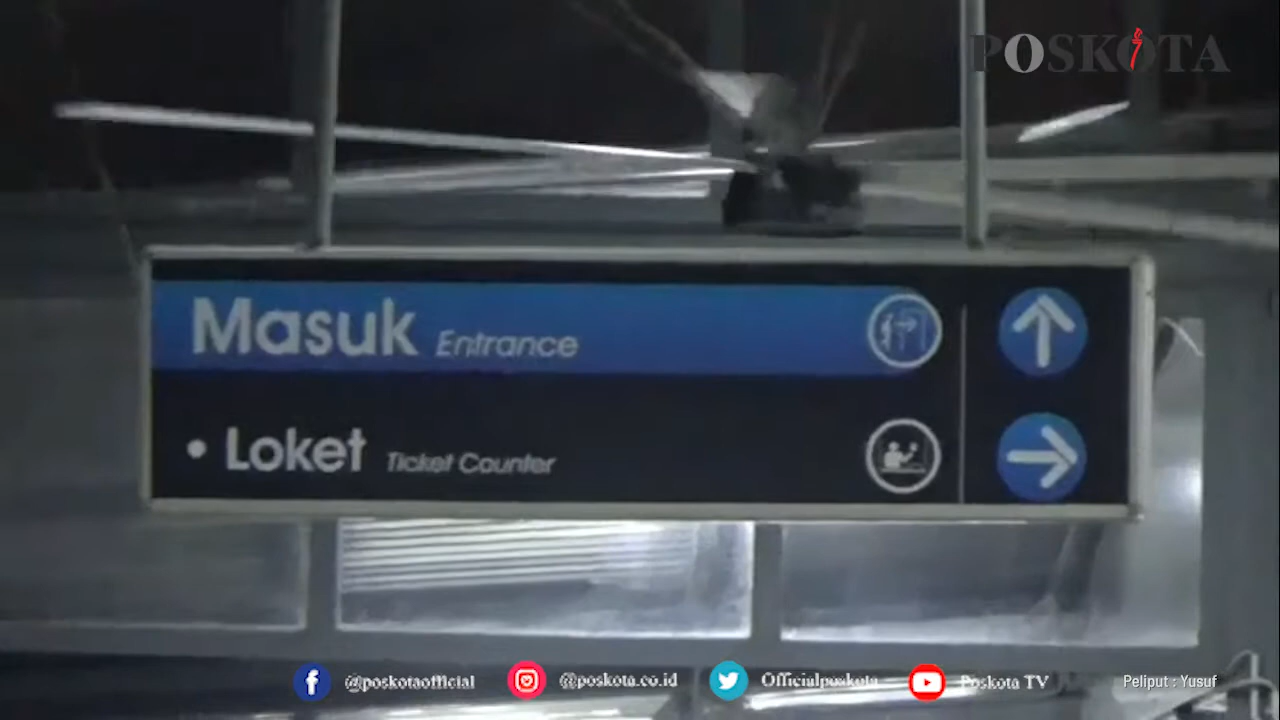 POSKOTA
Masuk Entrance
• Loket Ticket Counter
@poskotaofficial @poskota.co.id Officialposkota Poskota TV Peliput : Yusuf